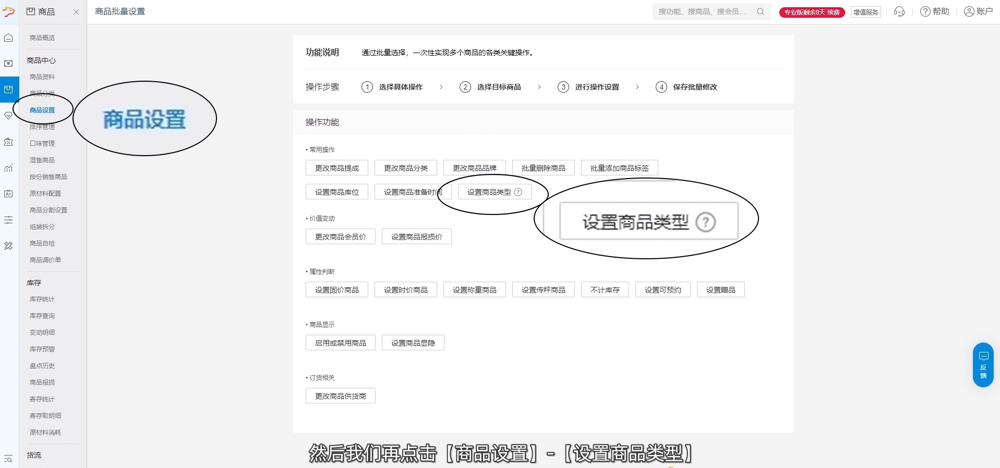 商品
商品批量设置
搜功能、搜商品、搜会员...
专业版剩余8天 续费
增值服务
帮助
账户
商品概览
商品中心
商品资料
商品分类
商品设置
排序管理
口味管理
混售商品
按份销售商品
原材料配置
商品分割设置
组装拆分
商品自检
商品调价单
库存
库存统计
库存查询
变动明细
库存预警
盘点历史
商品报损
寄存统计
寄存取明细
原材料消耗
货流
商品设置
功能说明 通过批量选择，一次性实现多个商品的各类关键操作。
操作步骤 1 选择具体操作 > 2 选择目标商品 > 3 进行操作设置 > 4 保存批量修改
操作功能
• 常用操作
更改商品提成 更改商品分类 更改商品品牌 批量删除商品 批量添加商品标签
设置商品库位 设置商品准备时间 设置商品类型 ?
设置商品类型 ?
• 价值变动
更改商品会员价 设置商品报损价
• 属性判断
设置固价商品 设置时价商品 设置称重商品 设置传秤商品 不计库存 设置可预约 设置赠品
• 商品显示
启用或禁用商品 设置商品显隐
• 订货相关
更改商品供货商
反馈
然后我们再点击【商品设置】-【设置商品类型】